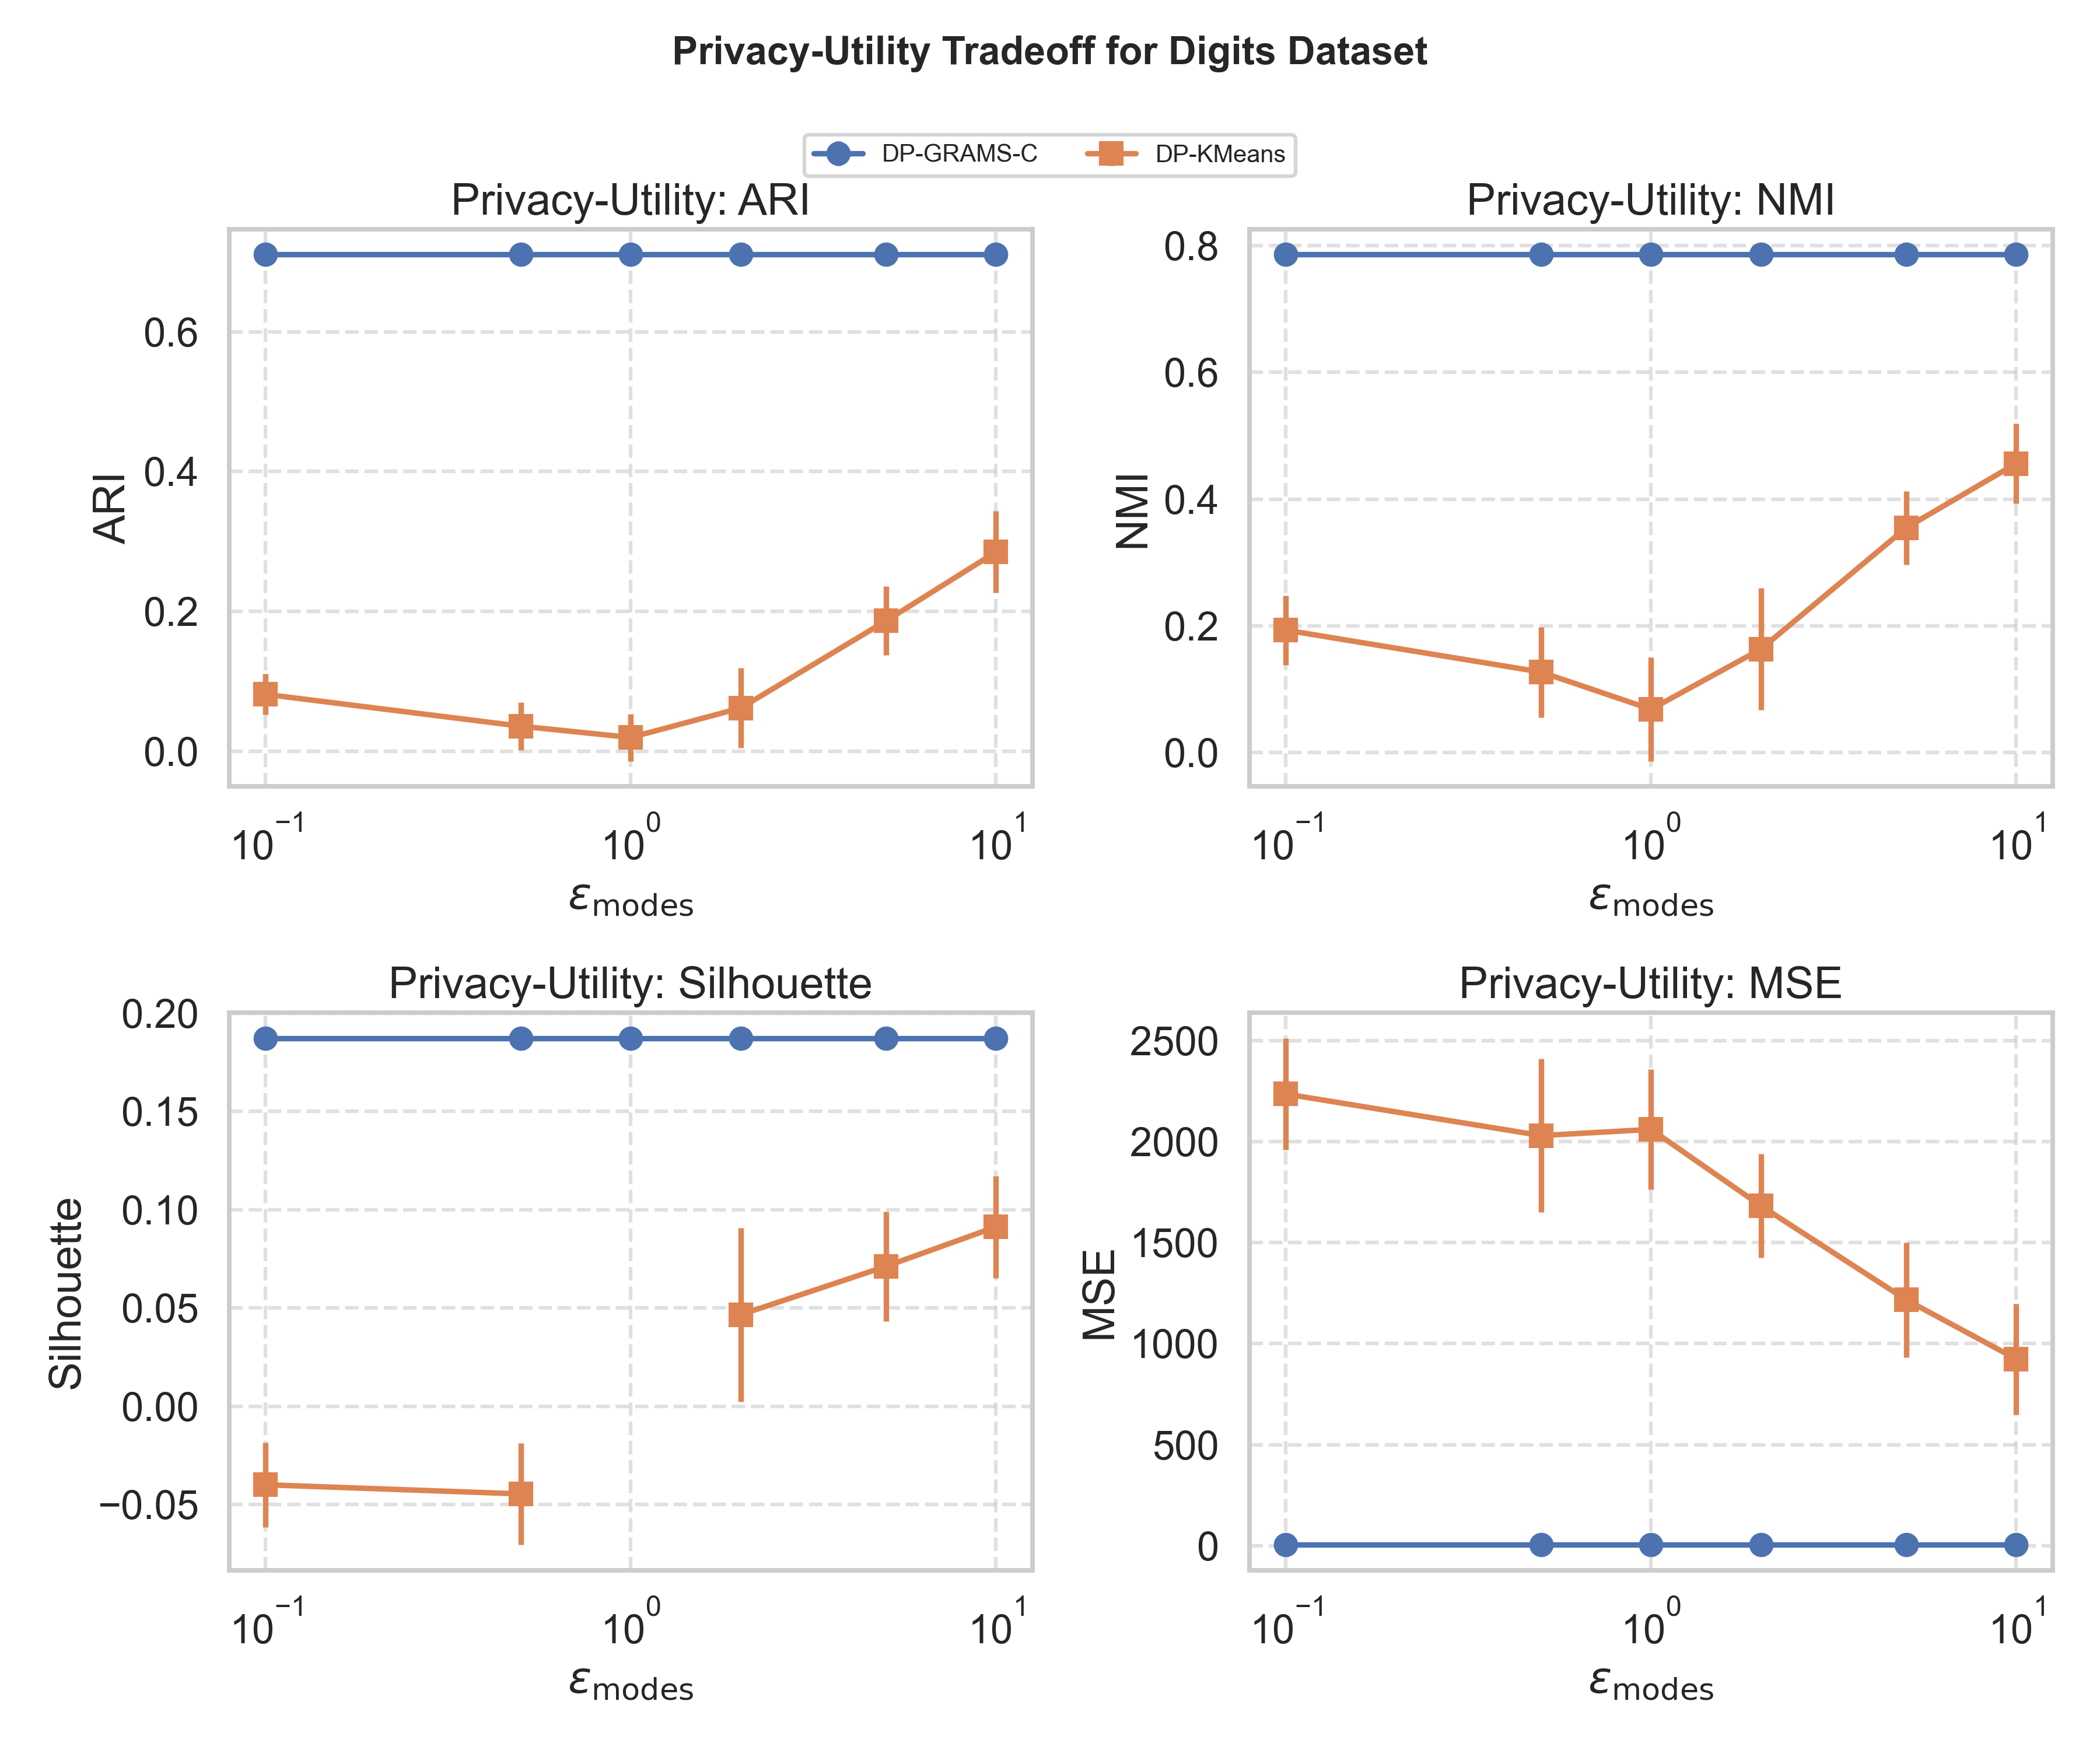 Privacy-Utility Tradeoff for Digits Dataset
DP-GRAMS-C DP-KMeans
Privacy-Utility: ARI
ARI
0.6
0.4
0.2
0.0
10⁻¹ 10⁰ 10¹
ε_modes
Privacy-Utility: NMI
NMI
0.8
0.6
0.4
0.2
0.0
10⁻¹ 10⁰ 10¹
ε_modes
Privacy-Utility: Silhouette
Silhouette
0.20
0.15
0.10
0.05
0.00
−0.05
10⁻¹ 10⁰ 10¹
ε_modes
Privacy-Utility: MSE
MSE
2500
2000
1500
1000
500
0
10⁻¹ 10⁰ 10¹
ε_modes